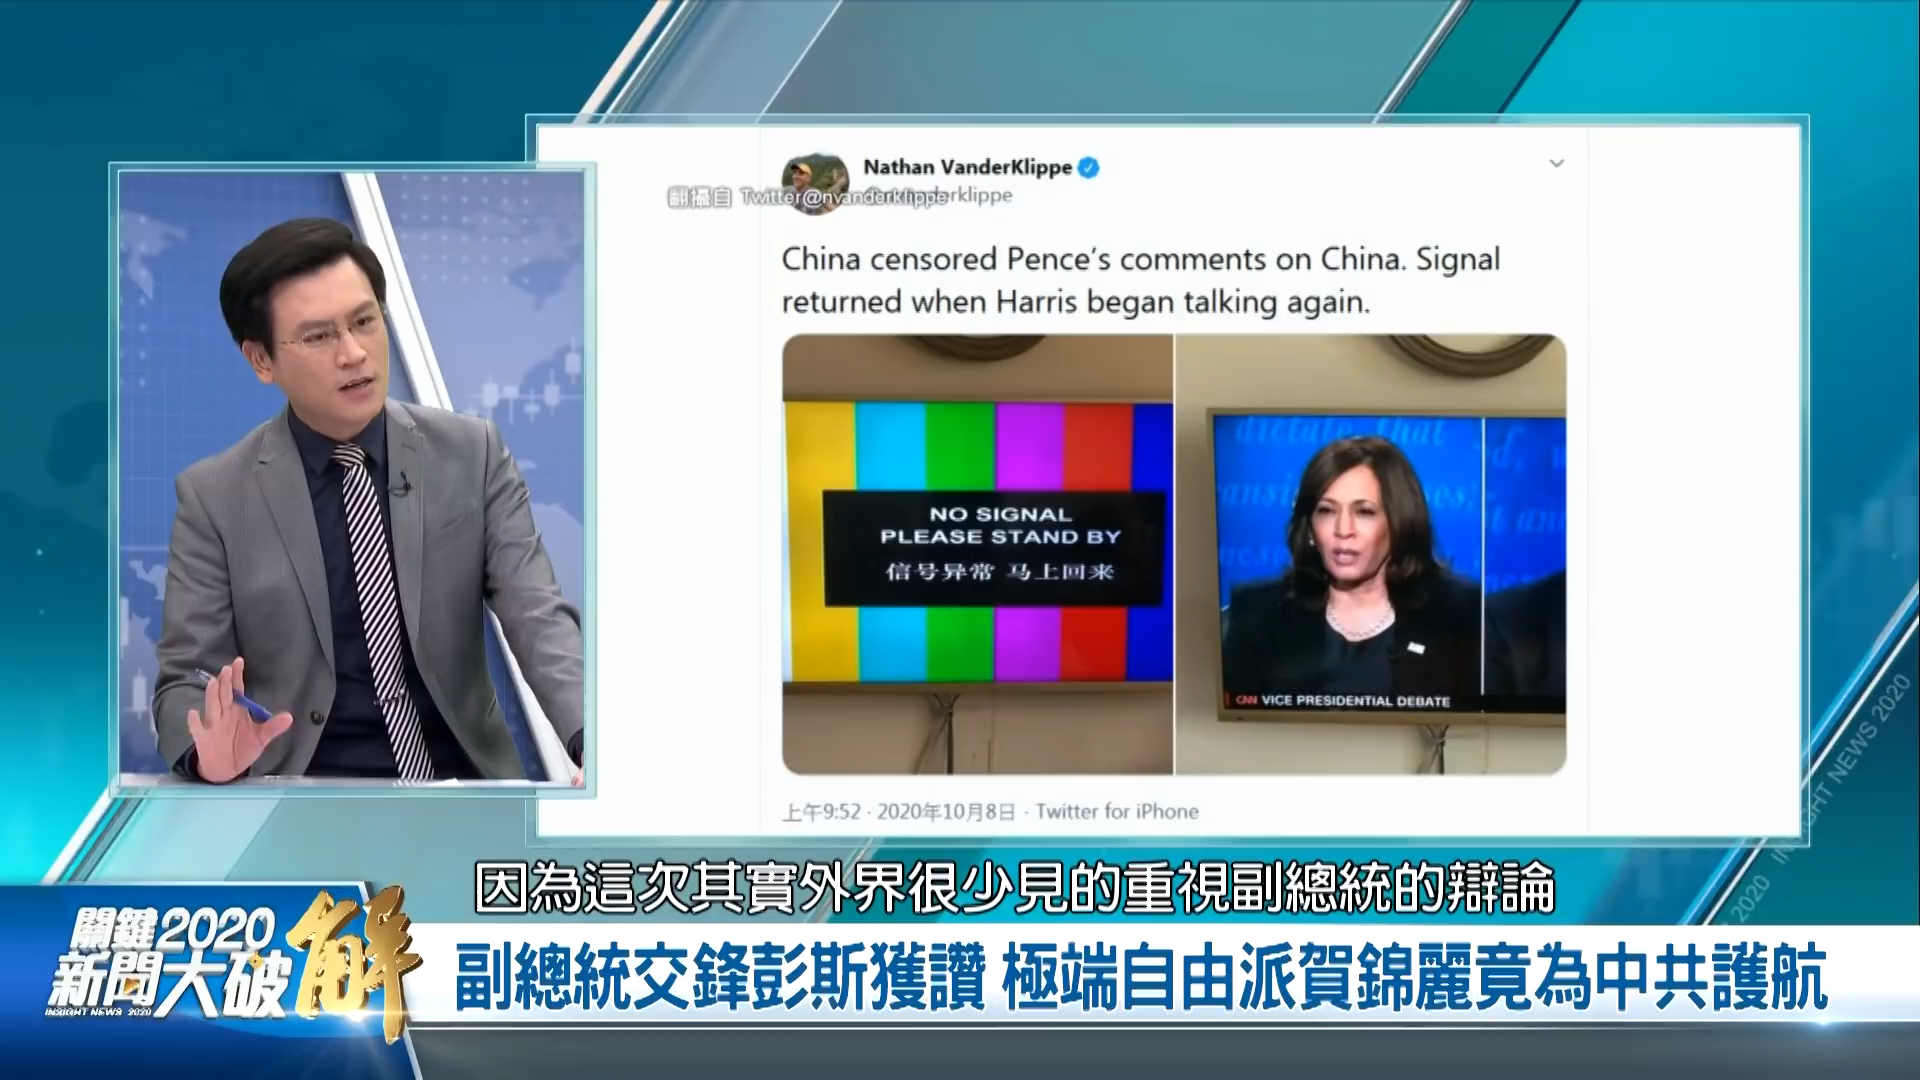 Nathan VanderKlippe
翻攝自 Twitter@nvanderklippe
China censored Pence's comments on China. Signal
returned when Harris began talking again.
NO SIGNAL
PLEASE STAND BY
信号异常 马上回来
dictate that
CNN VICE PRESIDENTIAL DEBATE
上午9:52 · 2020年10月8日 · Twitter for iPhone
INSIGHT NEWS 2020
因為這次其實外界很少見的重視副總統的辯論
關鍵2020
新聞大破解
INSIGHT NEWS 2020
副總統交鋒彭斯獲讚 極端自由派賀錦麗竟為中共護航